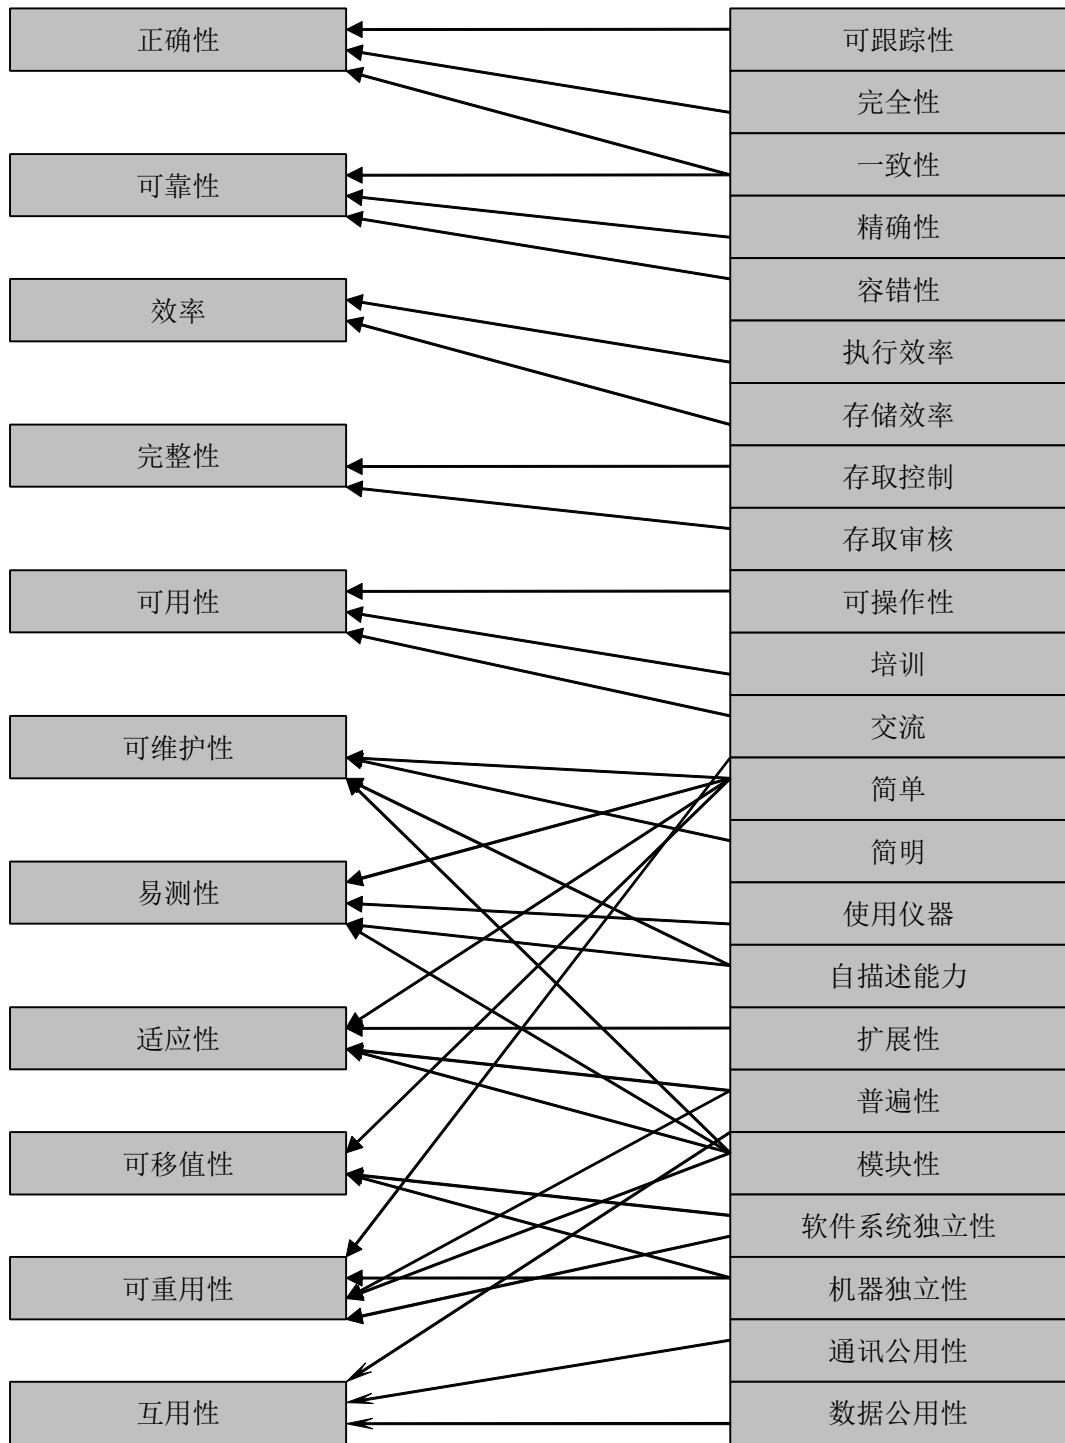 正确性
可靠性
效率
完整性
可用性
可维护性
易测性
适应性
可移值性
可重用性
互用性
可跟踪性
完全性
一致性
精确性
容错性
执行效率
存储效率
存取控制
存取审核
可操作性
培训
交流
简单
简明
使用仪器
自描述能力
扩展性
普遍性
模块性
软件系统独立性
机器独立性
通讯公用性
数据公用性